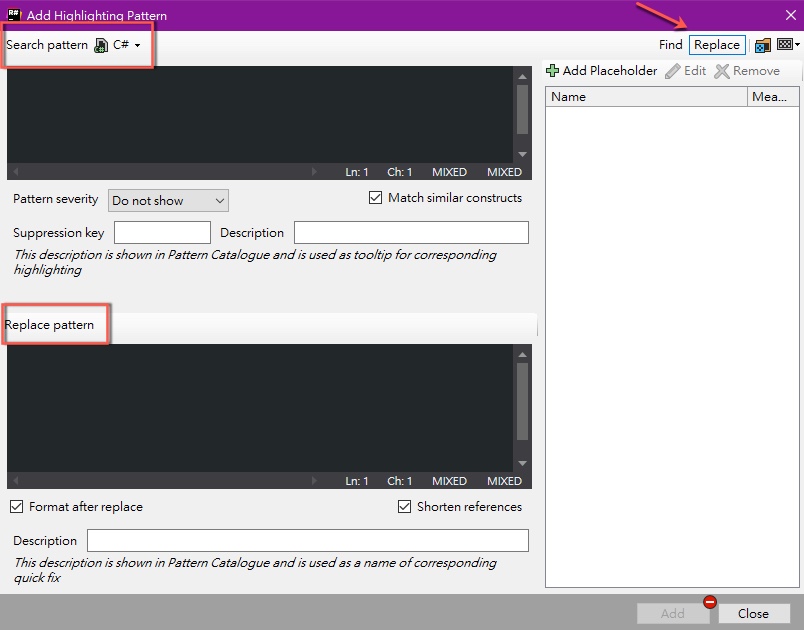 R# Add Highlighting Pattern
Search pattern C#
Find Replace
Add Placeholder Edit Remove
Name Mea...
Ln: 1 Ch: 1 MIXED MIXED
Pattern severity Do not show Match similar constructs
Suppression key Description
This description is shown in Pattern Catalogue and is used as tooltip for corresponding
highlighting
Replace pattern
Ln: 1 Ch: 1 MIXED MIXED
Format after replace Shorten references
Description
This description is shown in Pattern Catalogue and is used as a name of corresponding
quick fix
Add Close